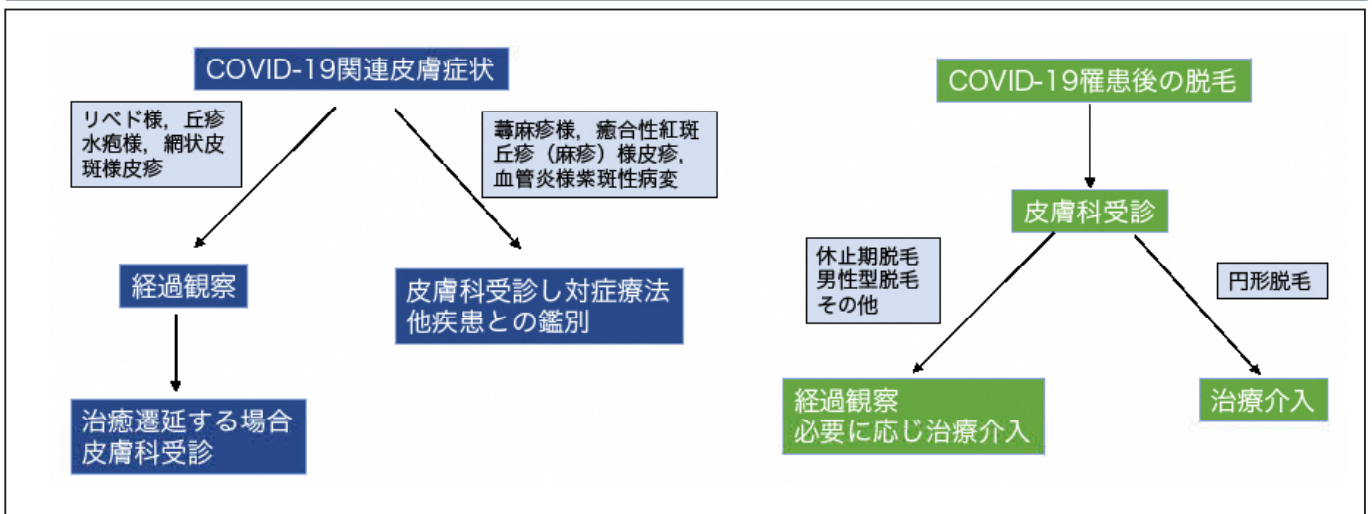 COVID-19関連皮膚症状
リベド様，丘疹
水疱様，網状皮
斑様皮疹
蕁麻疹様，癒合性紅斑
丘疹（麻疹）様皮疹，
血管炎様紫斑性病変
経過観察
皮膚科受診し対症療法
他疾患との鑑別
治癒遷延する場合
皮膚科受診
COVID-19罹患後の脱毛
皮膚科受診
休止期脱毛
男性型脱毛
その他
円形脱毛
経過観察
必要に応じ治療介入
治療介入